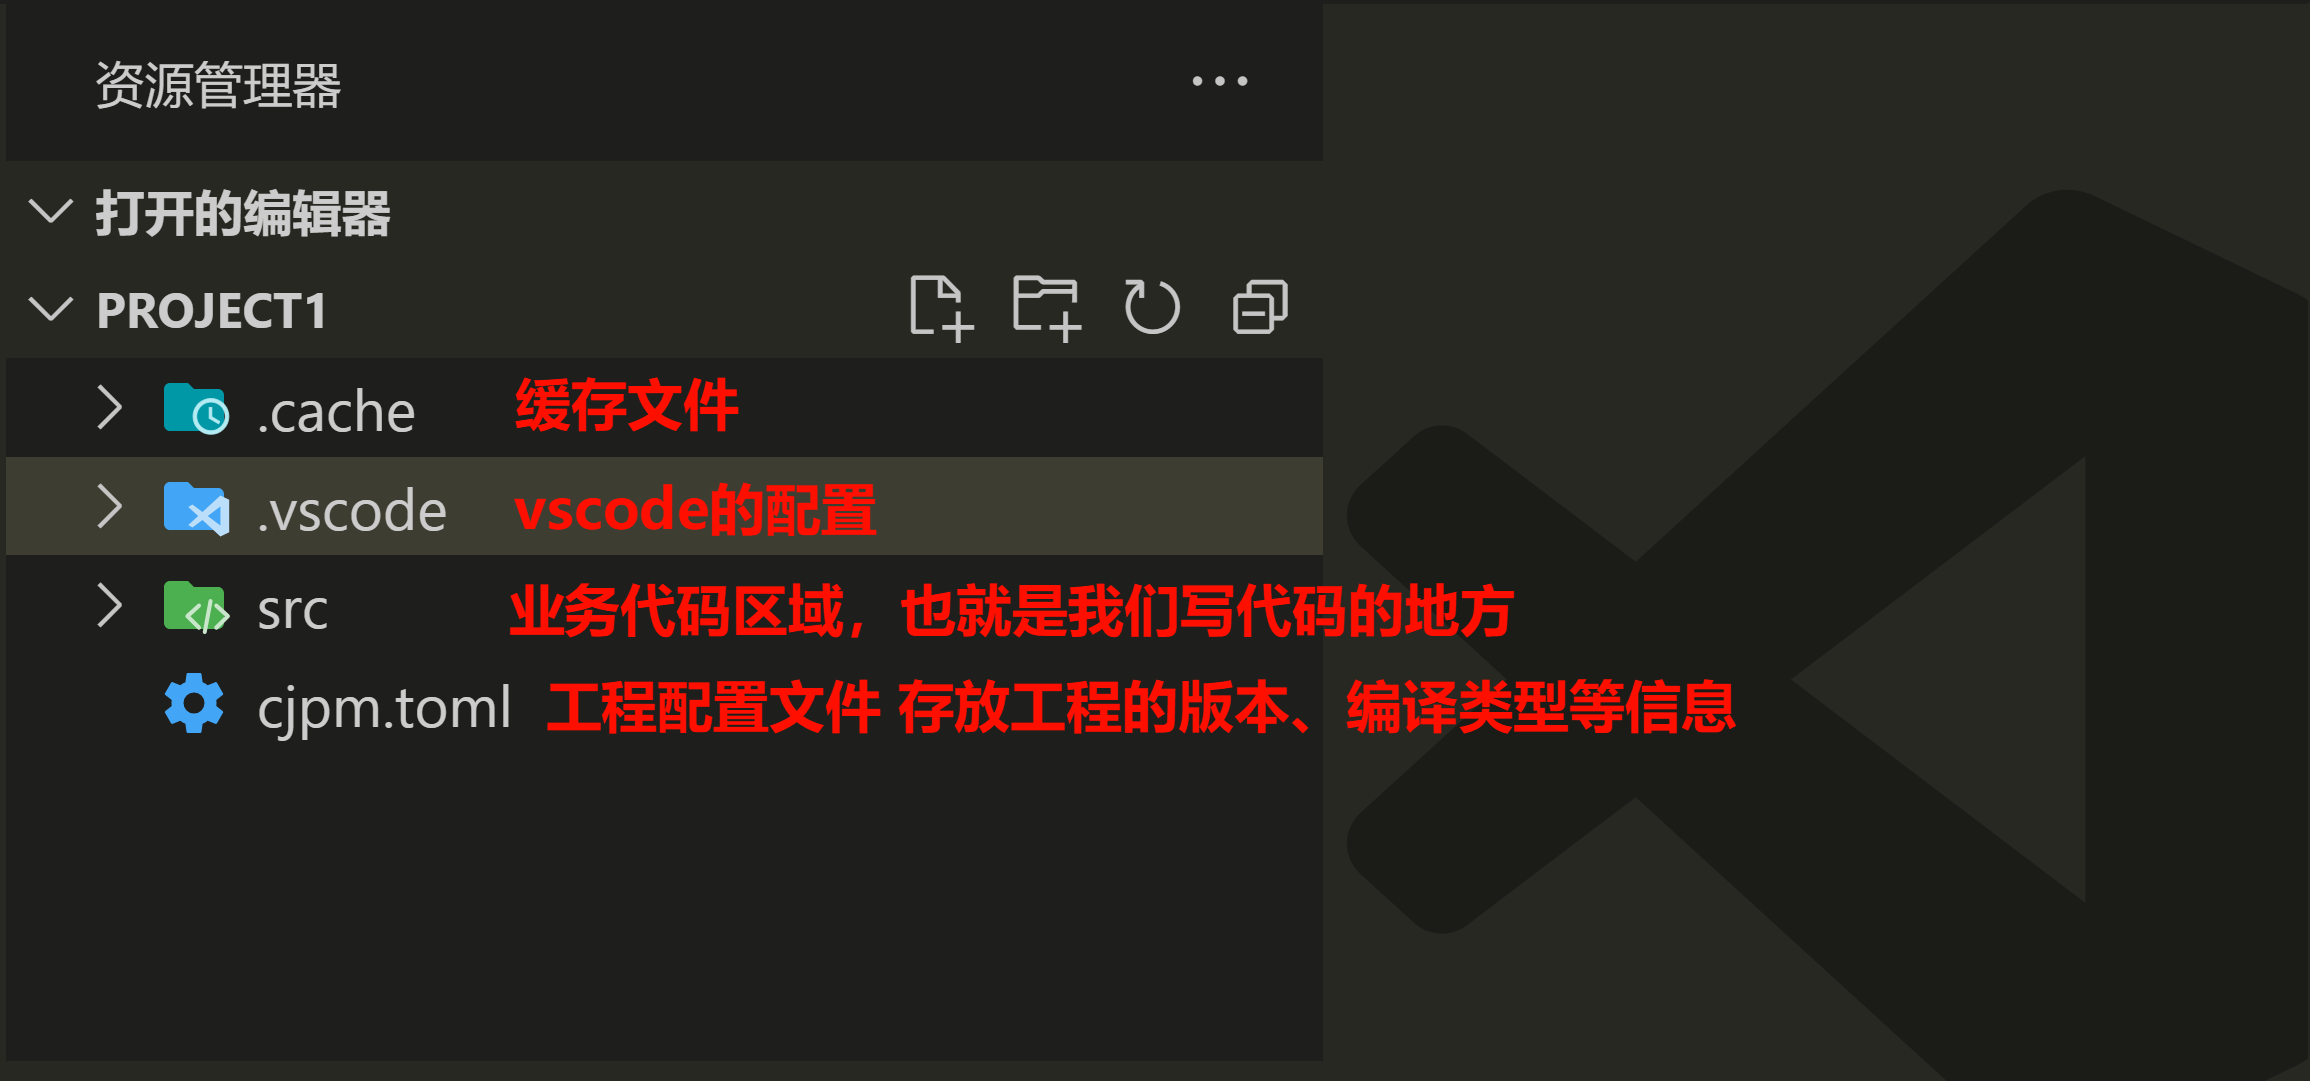 资源管理器
打开的编辑器
PROJECT1
.cache 缓存文件
.vscode vscode的配置
src 业务代码区域，也就是我们写代码的地方
cjpm.toml 工程配置文件 存放工程的版本、编译类型等信息